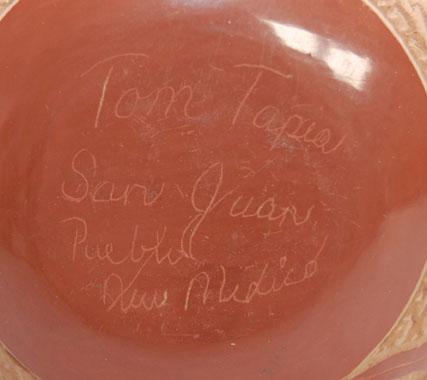 Tom Tapia
San Juan
Pueblo
New Mexico